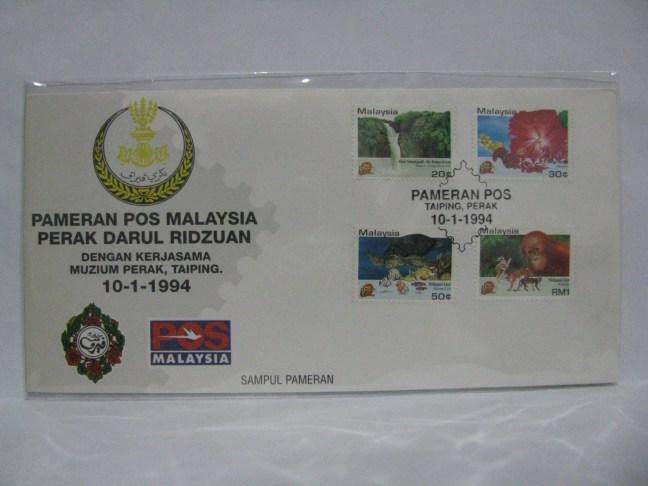 PAMERAN POS MALAYSIA
PERAK DARUL RIDZUAN
DENGAN KERJASAMA
MUZIUM PERAK, TAIPING.
10-1-1994
POS
MALAYSIA
SAMPUL PAMERAN
Malaysia
20¢
Malaysia
30¢
PAMERAN POS
TAIPING, PERAK
10-1-1994
Malaysia
50¢
Malaysia
RM1